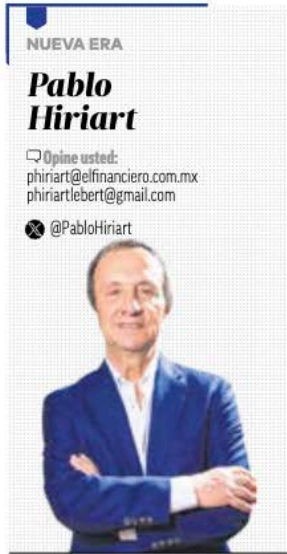 NUEVA ERA
Pablo
Hiriart
Opine usted:
phiriart@elfinanciero.com.mx
phiriartlebert@gmail.com
@PabloHiriart